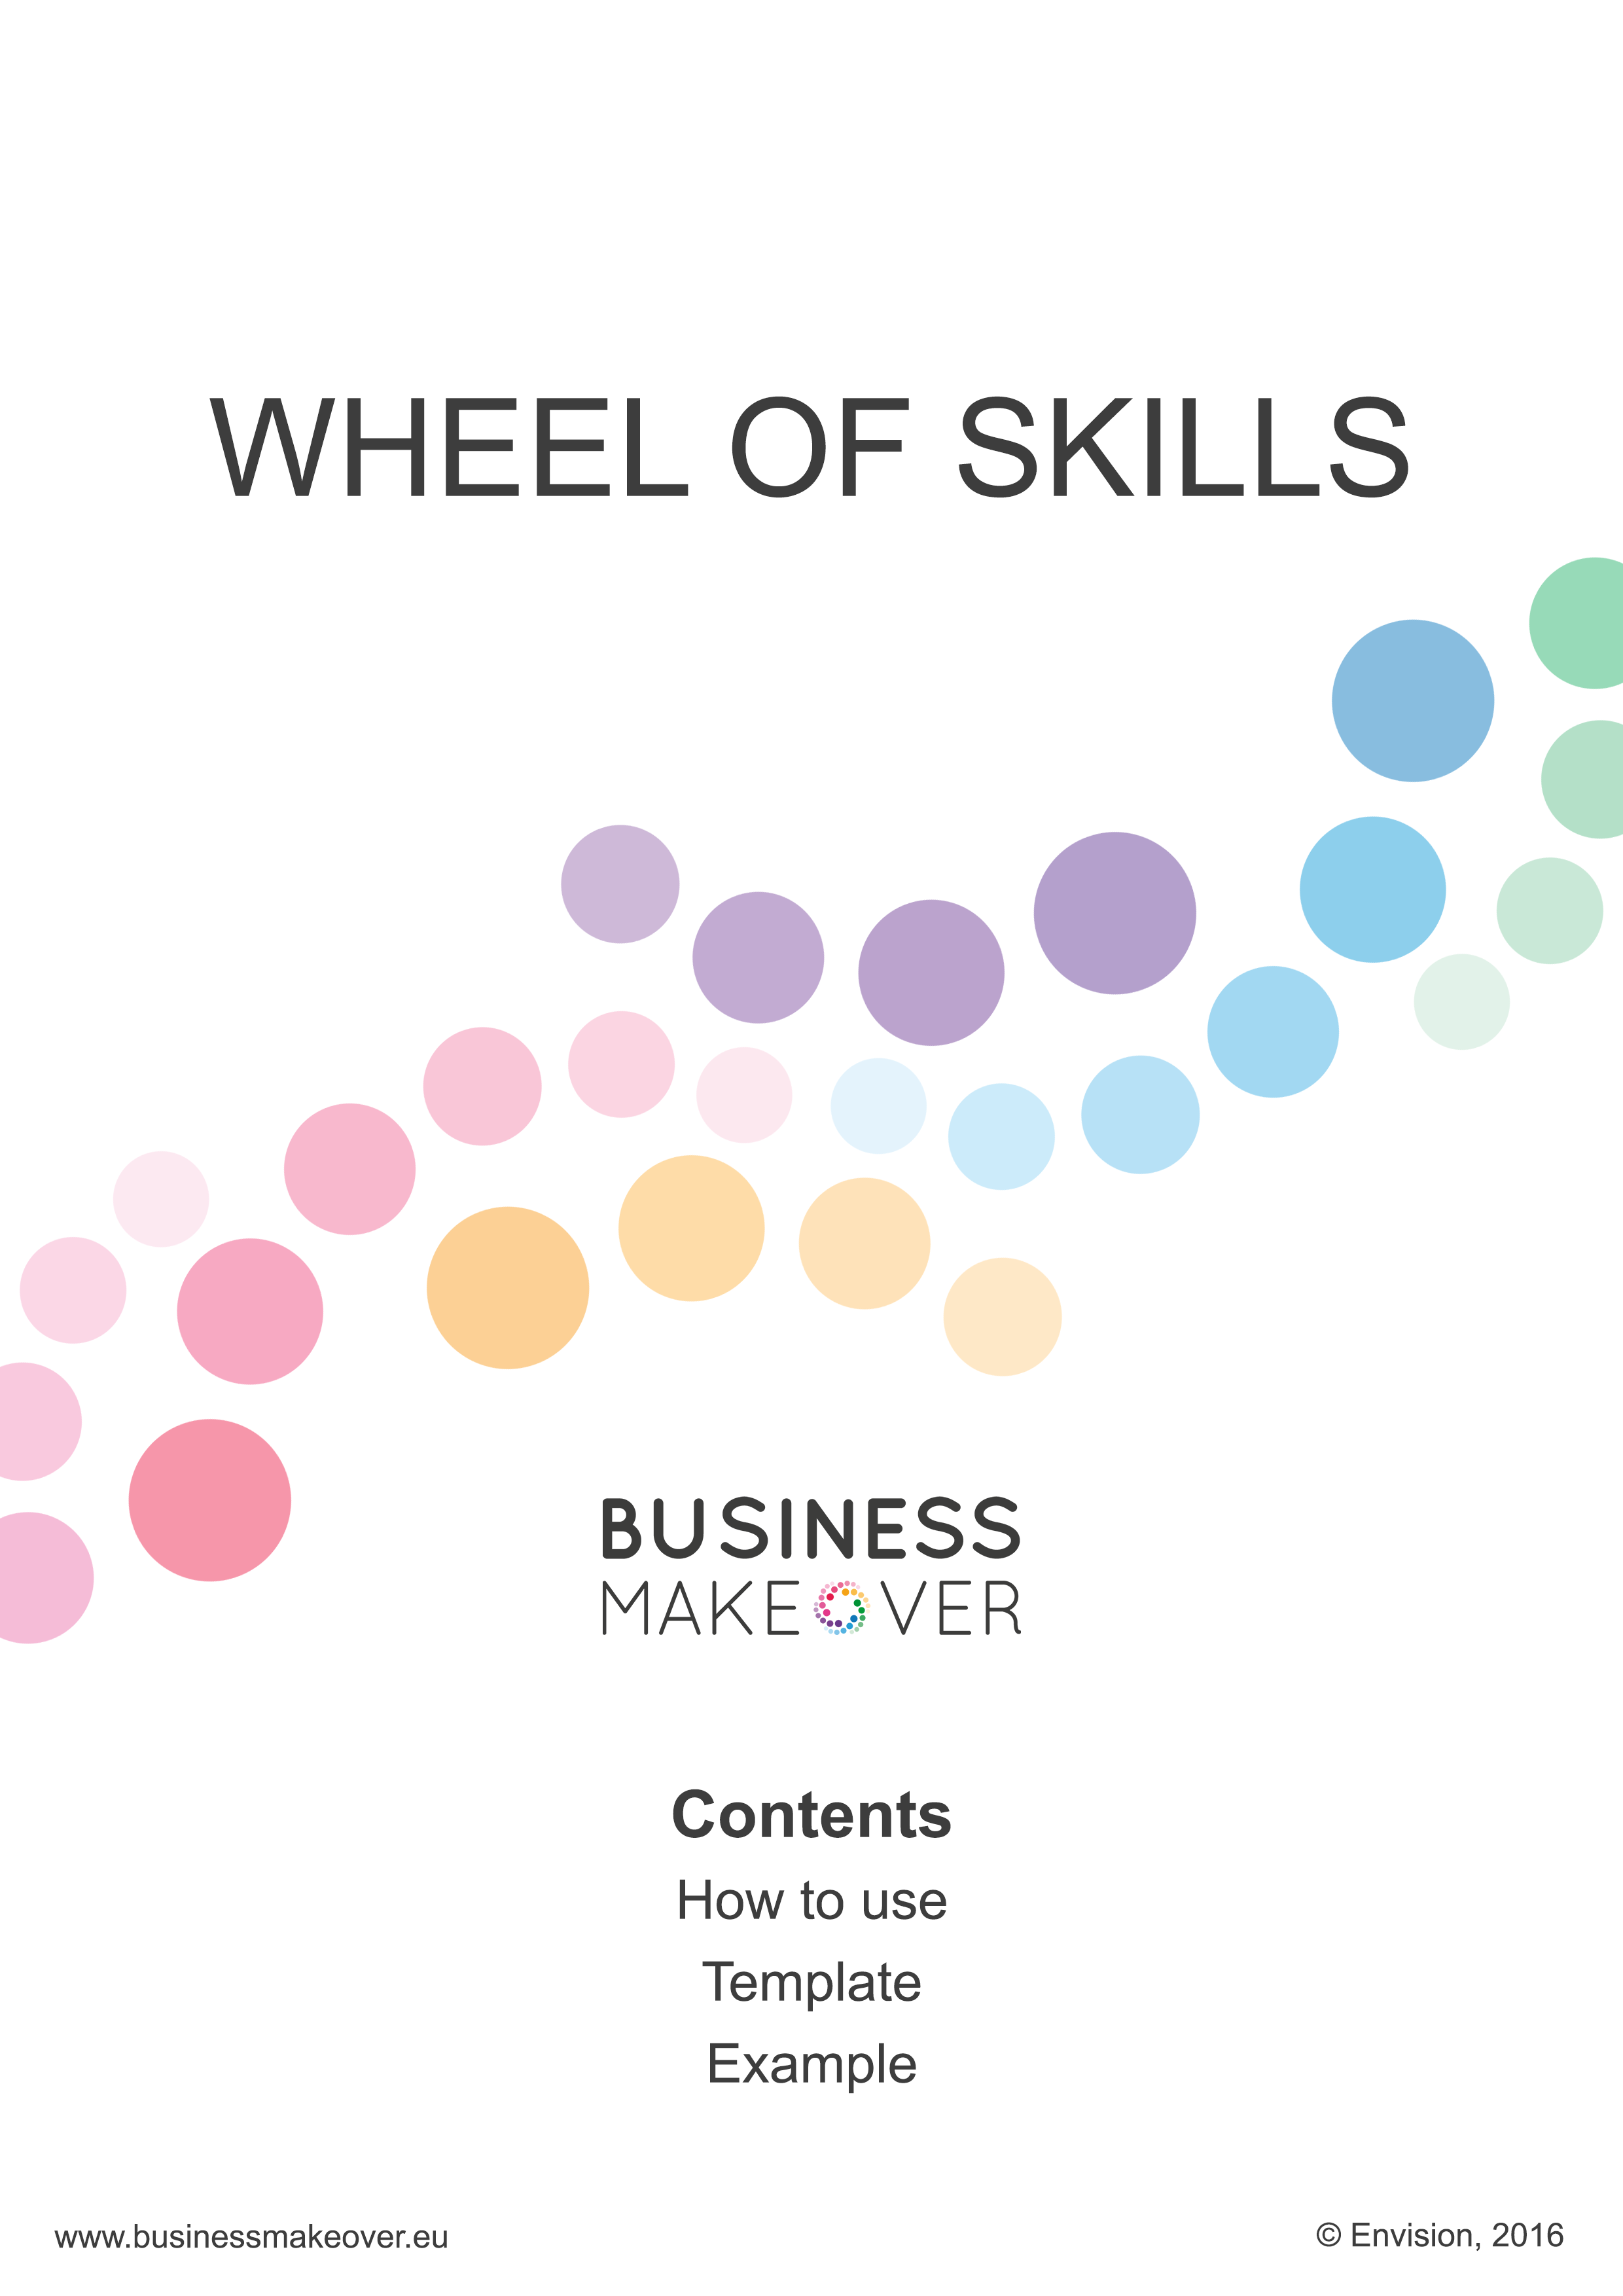 WHEEL OF SKILLS
BUSINESS
MAKEOVER
Contents
How to use
Template
Example
www.businessmakeover.eu
© Envision, 2016